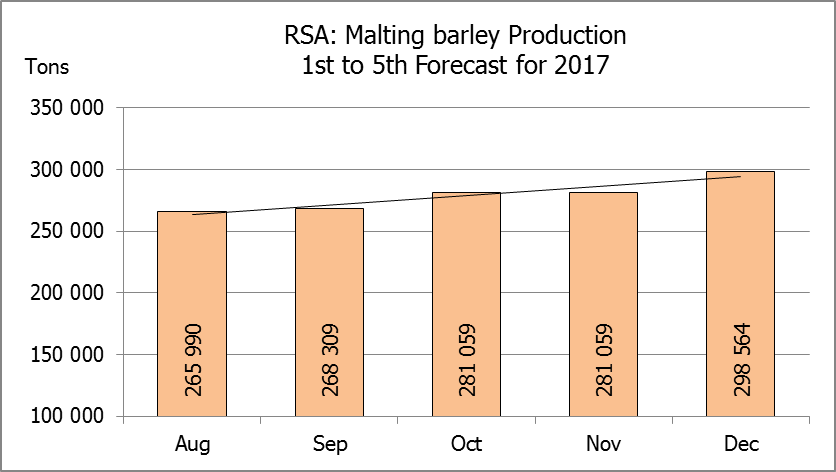 RSA: Malting barley Production
1st to 5th Forecast for 2017
Tons
350 000
300 000
250 000
200 000
150 000
100 000
265 990
268 309
281 059
281 059
298 564
Aug
Sep
Oct
Nov
Dec